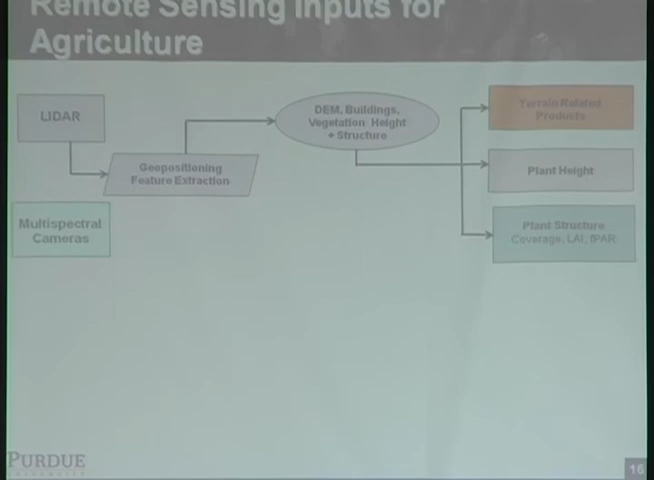 Remote Sensing Inputs for
Agriculture
LIDAR
Geopositioning
Feature Extraction
DEM, Buildings,
Vegetation Height
+ Structure
Terrain Related
Products
Plant Height
Multispectral
Cameras
Plant Structure
Coverage, LAI, fPAR
PURDUE
UNIVERSITY
16